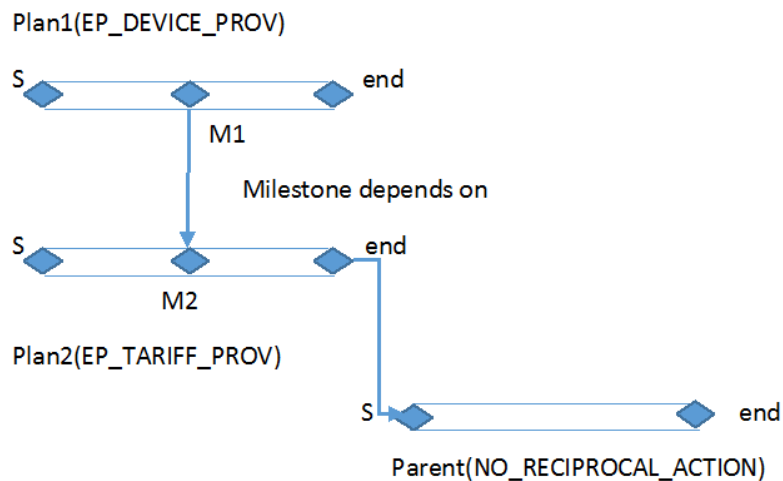 Plan1(EP_DEVICE_PROV)
S
end
M1
Milestone depends on
S
end
M2
Plan2(EP_TARIFF_PROV)
S
end
Parent(NO_RECIPROCAL_ACTION)